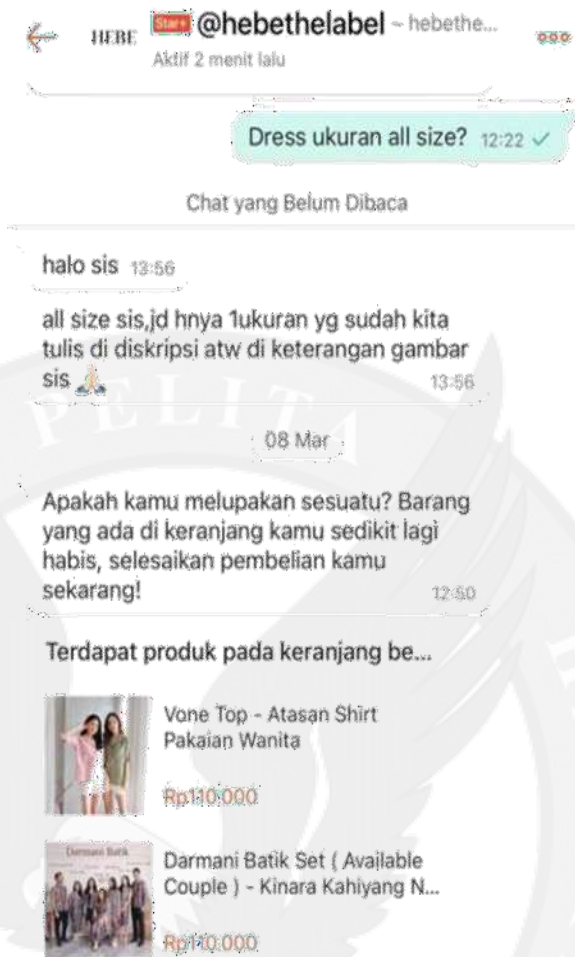 HEBE
Star+ @hebethelabel ~ hebethe...
Aktif 2 menit lalu
Dress ukuran all size? 12:22
Chat yang Belum Dibaca
halo sis 13:56
all size sis,jd hnya 1ukuran yg sudah kita
tulis di diskripsi atw di keterangan gambar
sis 🙏 13:56
PELITA
08 Mar
Apakah kamu melupakan sesuatu? Barang
yang ada di keranjang kamu sedikit lagi
habis, selesaikan pembelian kamu
sekarang! 12:50
Terdapat produk pada keranjang be...
Vone Top - Atasan Shirt
Pakaian Wanita
Rp110.000
Darmani Batik
Darmani Batik Set ( Available
Couple ) - Kinara Kahiyang N...
Rp110.000